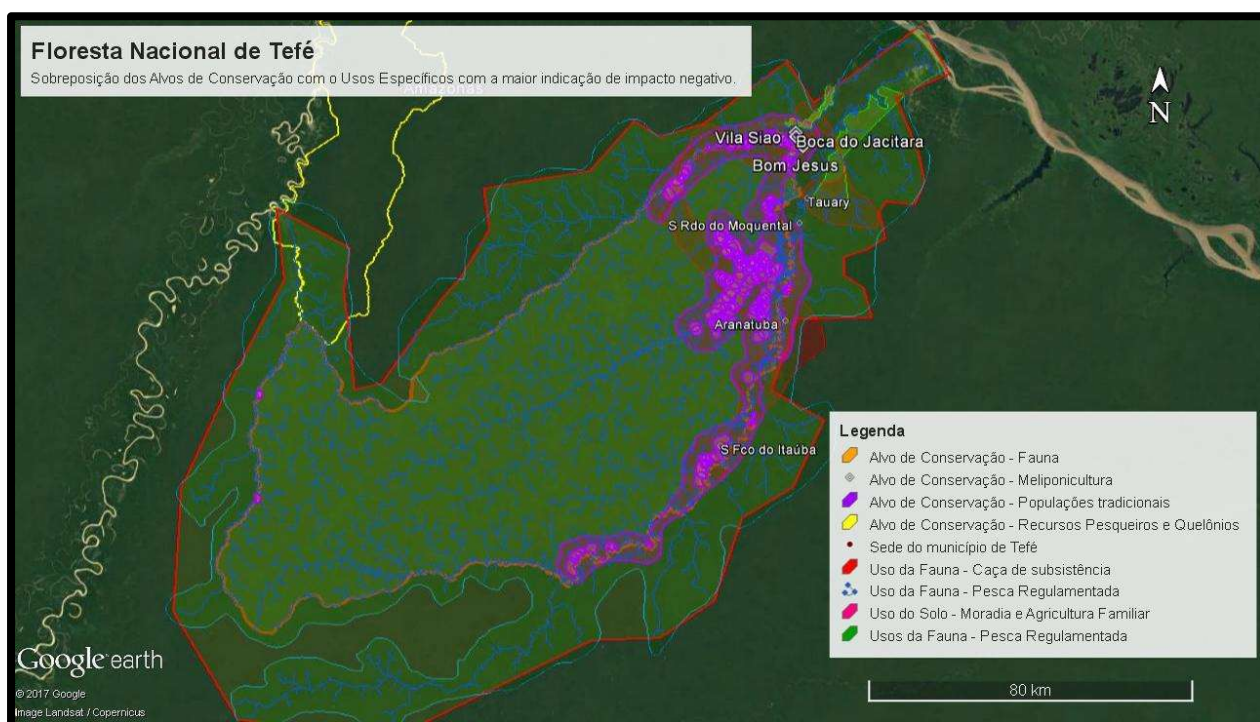 Floresta Nacional de Tefé
Sobreposição dos Alvos de Conservação com o Usos Específicos com a maior indicação de impacto negativo.
Amazonas
N
Vila Siao
Boca do Jacitara
Bom Jesus
Tauary
S Rdo do Moquental
Aranatuba
S Fco do Itaúba
Legenda
Alvo de Conservação - Fauna
Alvo de Conservação - Meliponicultura
Alvo de Conservação - Populações tradicionais
Alvo de Conservação - Recursos Pesqueiros e Quelônios
Sede do município de Tefé
Uso da Fauna - Caça de subsistência
Uso da Fauna - Pesca Regulamentada
Uso do Solo - Moradia e Agricultura Familiar
Usos da Fauna - Pesca Regulamentada
Google earth
© 2017 Google
Image Landsat / Copernicus
80 km